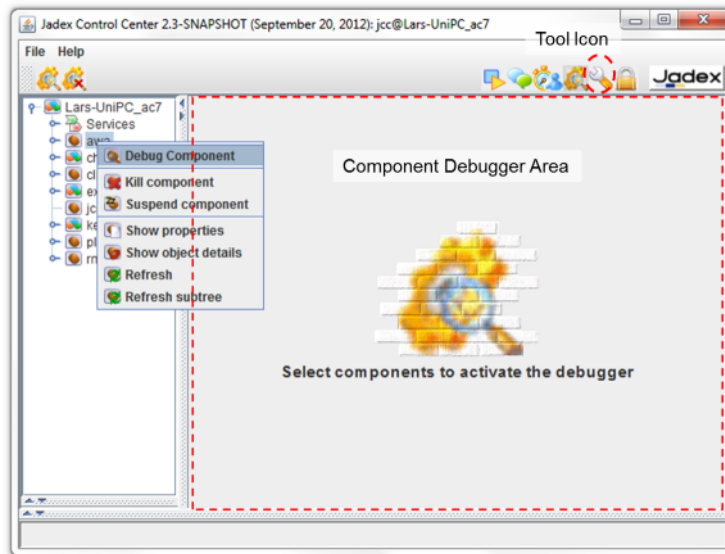 Jadex Control Center 2.3-SNAPSHOT (September 20, 2012): jcc@Lars-UniPC_ac7
Tool Icon
File Help
Jadex
Lars-UniPC_ac7
Services
awa
Debug Component
Kill component
Suspend component
Show properties
Show object details
Refresh
Refresh subtree
Component Debugger Area
Select components to activate the debugger